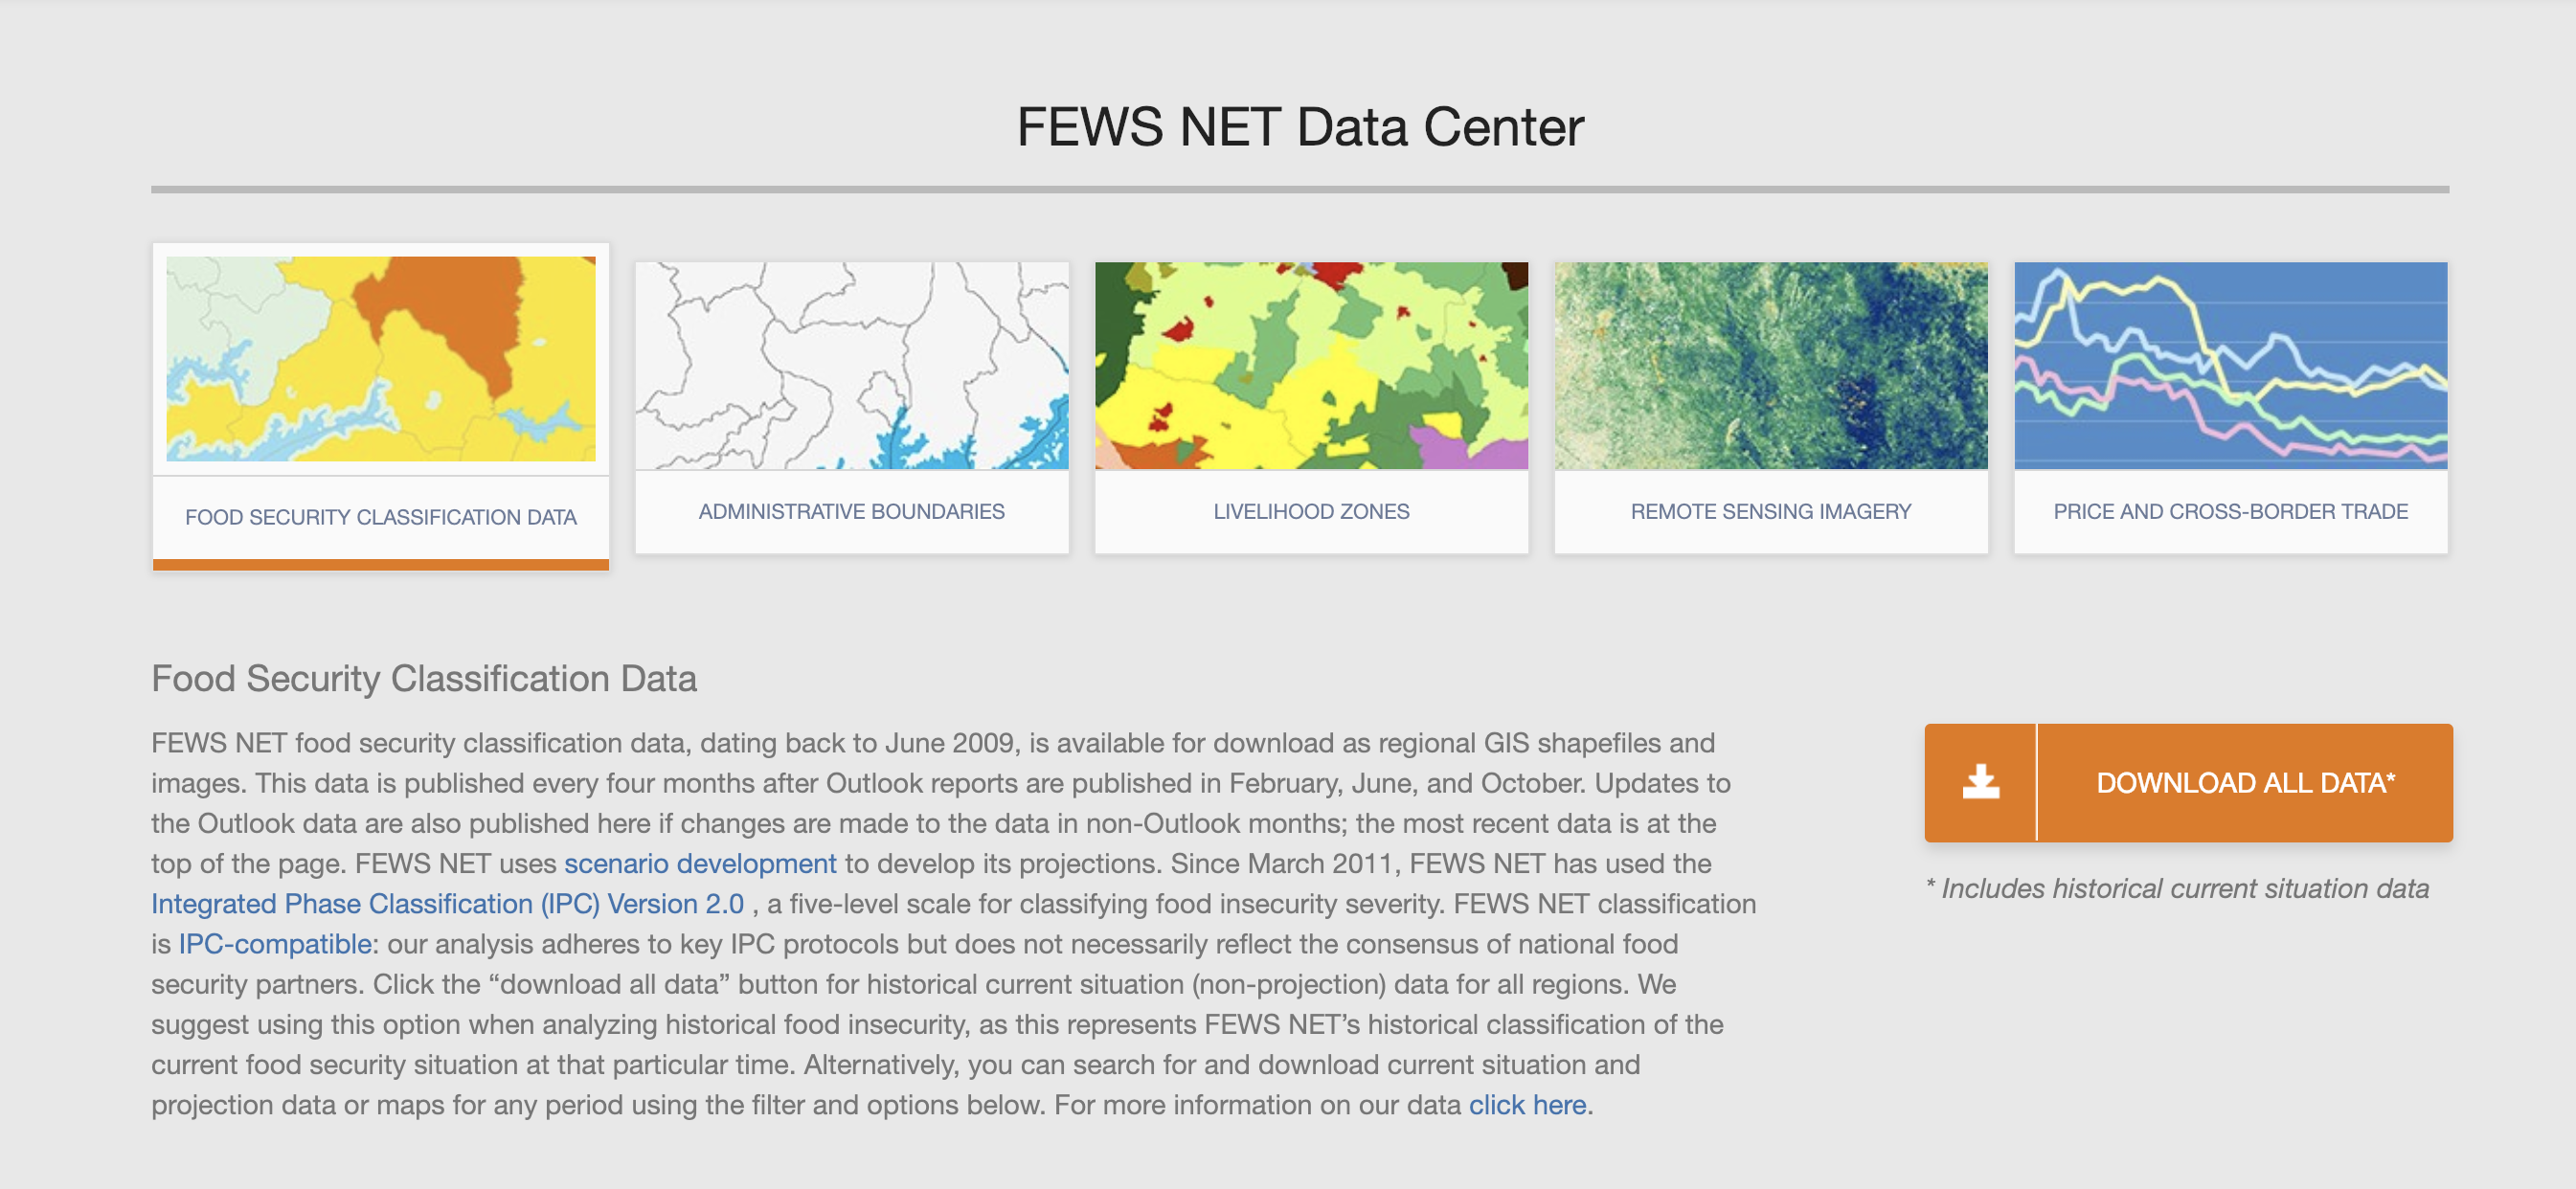 FEWS NET Data Center
FOOD SECURITY CLASSIFICATION DATA
ADMINISTRATIVE BOUNDARIES
LIVELIHOOD ZONES
REMOTE SENSING IMAGERY
PRICE AND CROSS-BORDER TRADE
Food Security Classification Data
FEWS NET food security classification data, dating back to June 2009, is available for download as regional GIS shapefiles and
images. This data is published every four months after Outlook reports are published in February, June, and October. Updates to
the Outlook data are also published here if changes are made to the data in non-Outlook months; the most recent data is at the
top of the page. FEWS NET uses scenario development to develop its projections. Since March 2011, FEWS NET has used the
Integrated Phase Classification (IPC) Version 2.0 , a five-level scale for classifying food insecurity severity. FEWS NET classification
is IPC-compatible: our analysis adheres to key IPC protocols but does not necessarily reflect the consensus of national food
security partners. Click the “download all data” button for historical current situation (non-projection) data for all regions. We
suggest using this option when analyzing historical food insecurity, as this represents FEWS NET’s historical classification of the
current food security situation at that particular time. Alternatively, you can search for and download current situation and
projection data or maps for any period using the filter and options below. For more information on our data click here.
DOWNLOAD ALL DATA*
* Includes historical current situation data